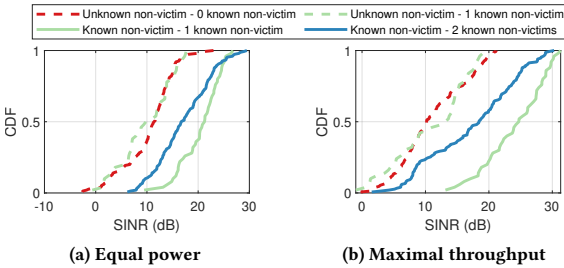 Unknown non-victim - 0 known non-victim
Unknown non-victim - 1 known non-victim
Known non-victim - 1 known non-victim
Known non-victim - 2 known non-victims
1
0.5
0
CDF
-10 0 10 20 30
SINR (dB)
(a) Equal power
1
0.5
0
CDF
0 10 20 30
SINR (dB)
(b) Maximal throughput